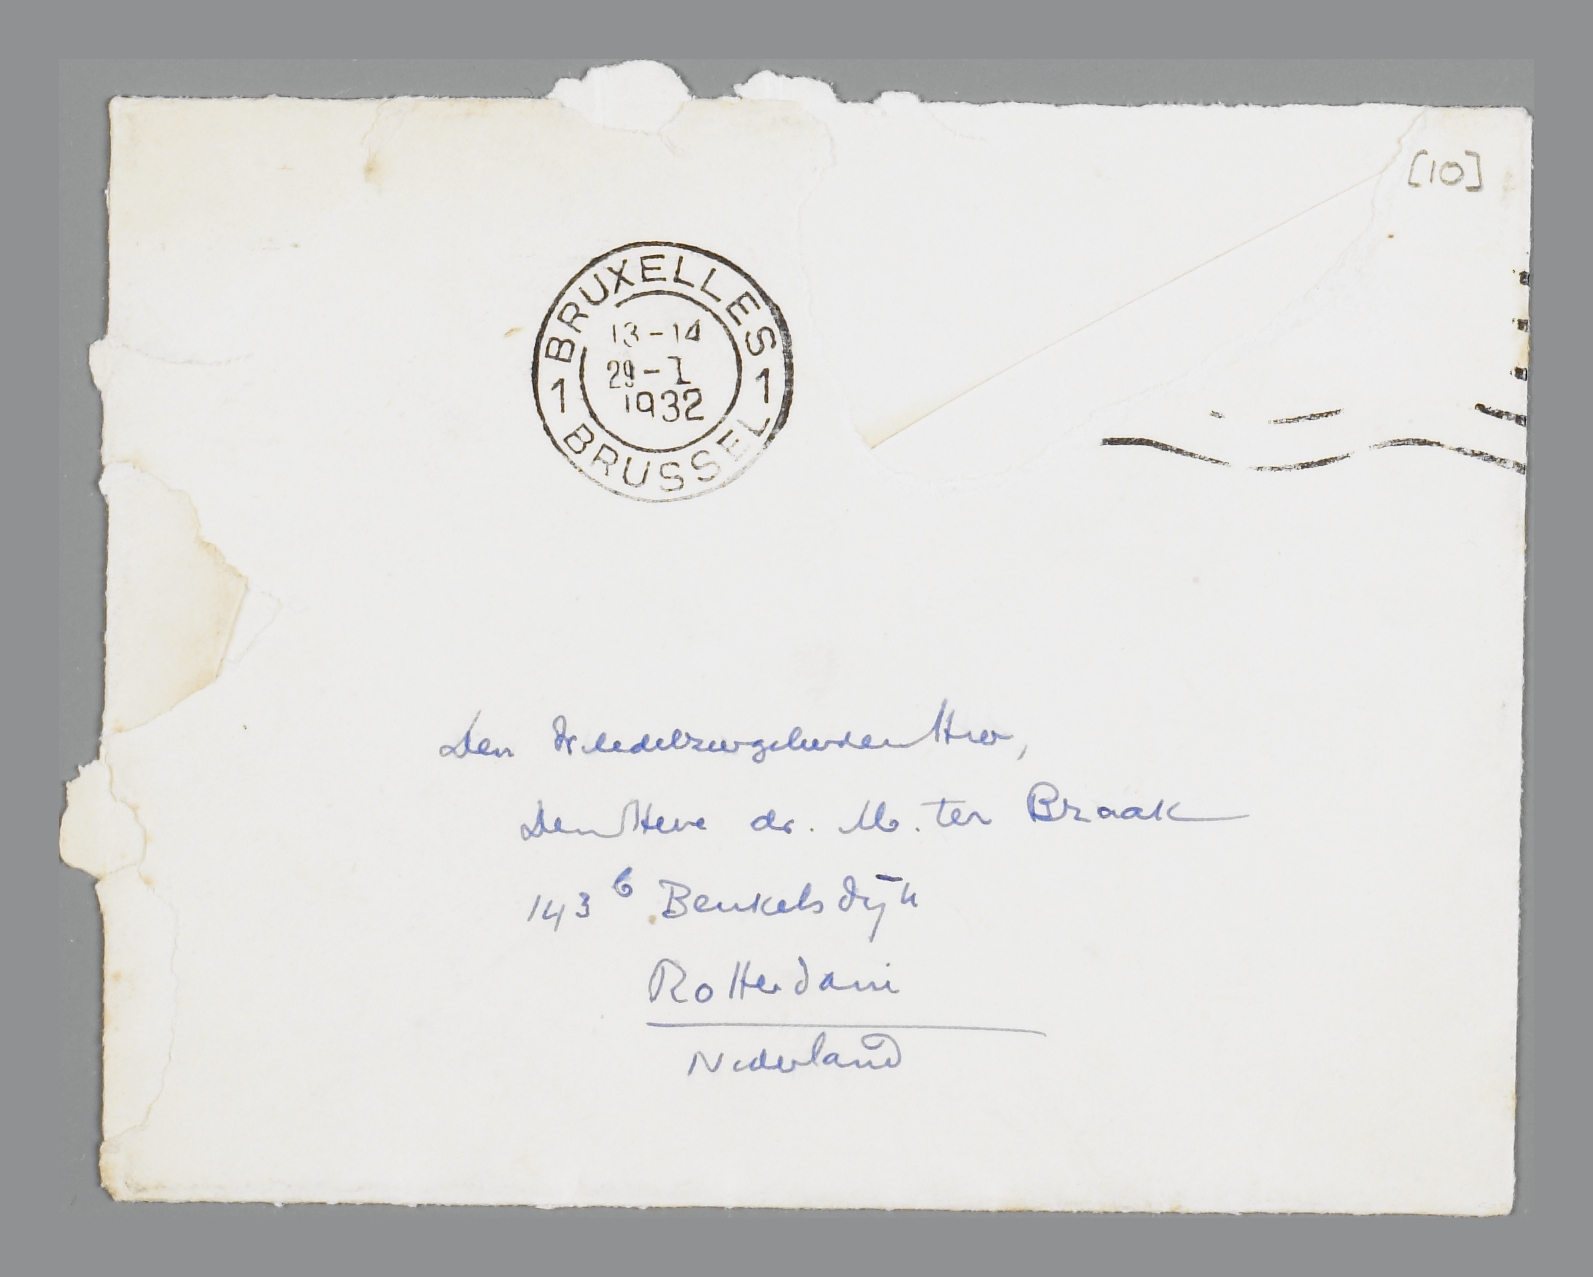 [10]
BRUXELLES
13-14
29-I
1932
1 1
BRUSSEL
Den Weledelzeergeleerden Heer,
Den Heere dr. M. ter Braak
143 b Beukelsdijk
Rotterdam
Nederland